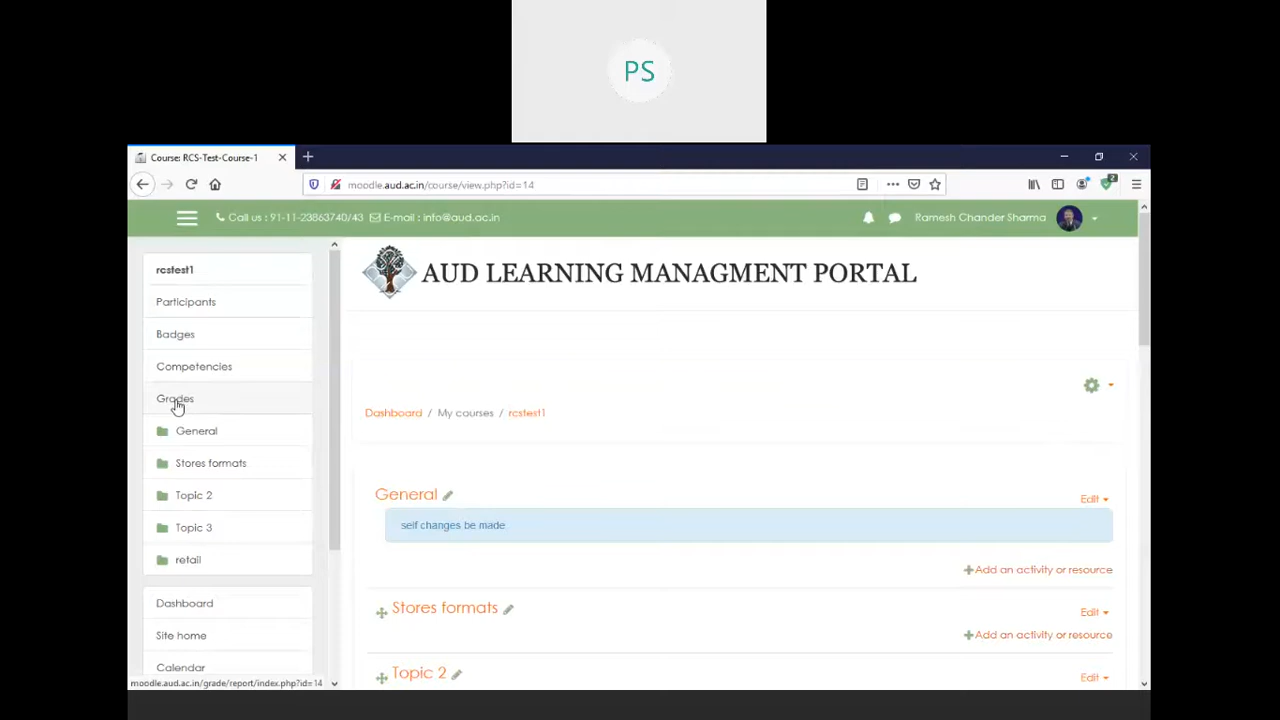 PS
Course: RCS-Test-Course-1
moodle.aud.ac.in/course/view.php?id=14
2
Call us : 91-11-23863740/43 E-mail : info@aud.ac.in
Ramesh Chander Sharma
rcstest1
Participants
Badges
Competencies
Grades
General
Stores formats
Topic 2
Topic 3
retail
Dashboard
Site home
Calendar
moodle.aud.ac.in/grade/report/index.php?id=14
AUD LEARNING MANAGMENT PORTAL
Dashboard / My courses / rcstest1
General
Edit
seif changes be made
Add an activity or resource
Stores formats
Edit
Add an activity or resource
Topic 2
Edit